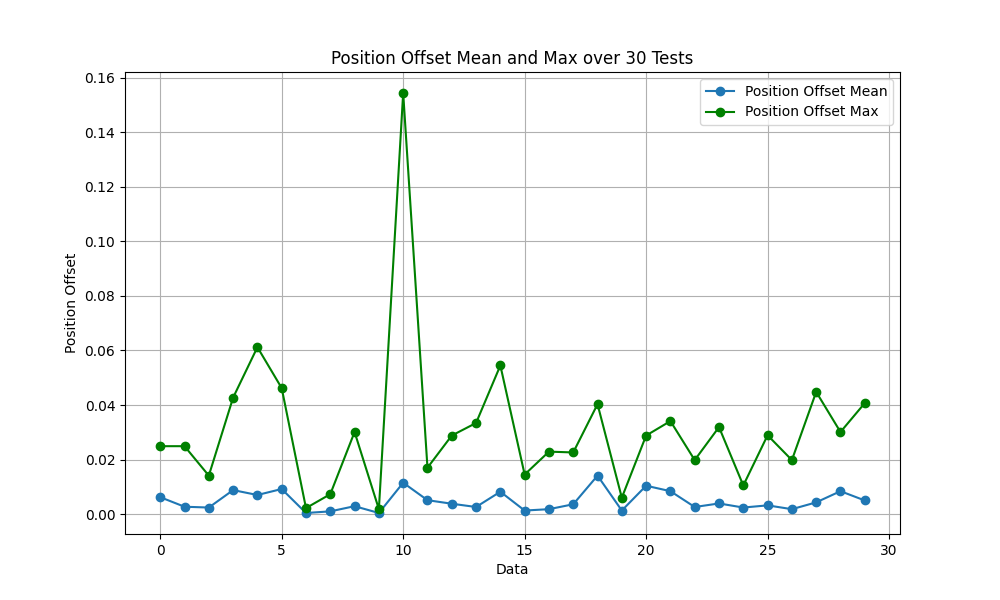 Position Offset Mean and Max over 30 Tests
Position Offset Mean
Position Offset Max
Position Offset
0.16
0.14
0.12
0.10
0.08
0.06
0.04
0.02
0.00
0 5 10 15 20 25 30
Data